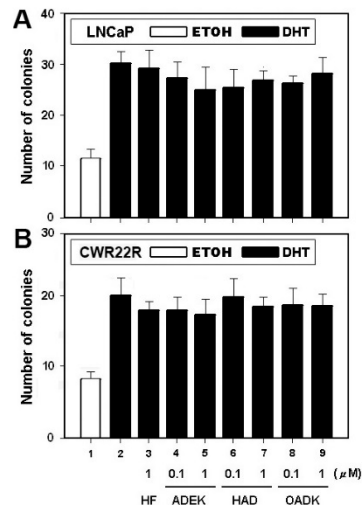 A
LNCaP ETOH DHT
Number of colonies
40
30
20
10
0
B
CWR22R ETOH DHT
Number of colonies
30
20
10
0
1 2 3 4 5 6 7 8 9
1 0.1 1 0.1 1 0.1 1 (μM)
HF ADEK HAD OADK